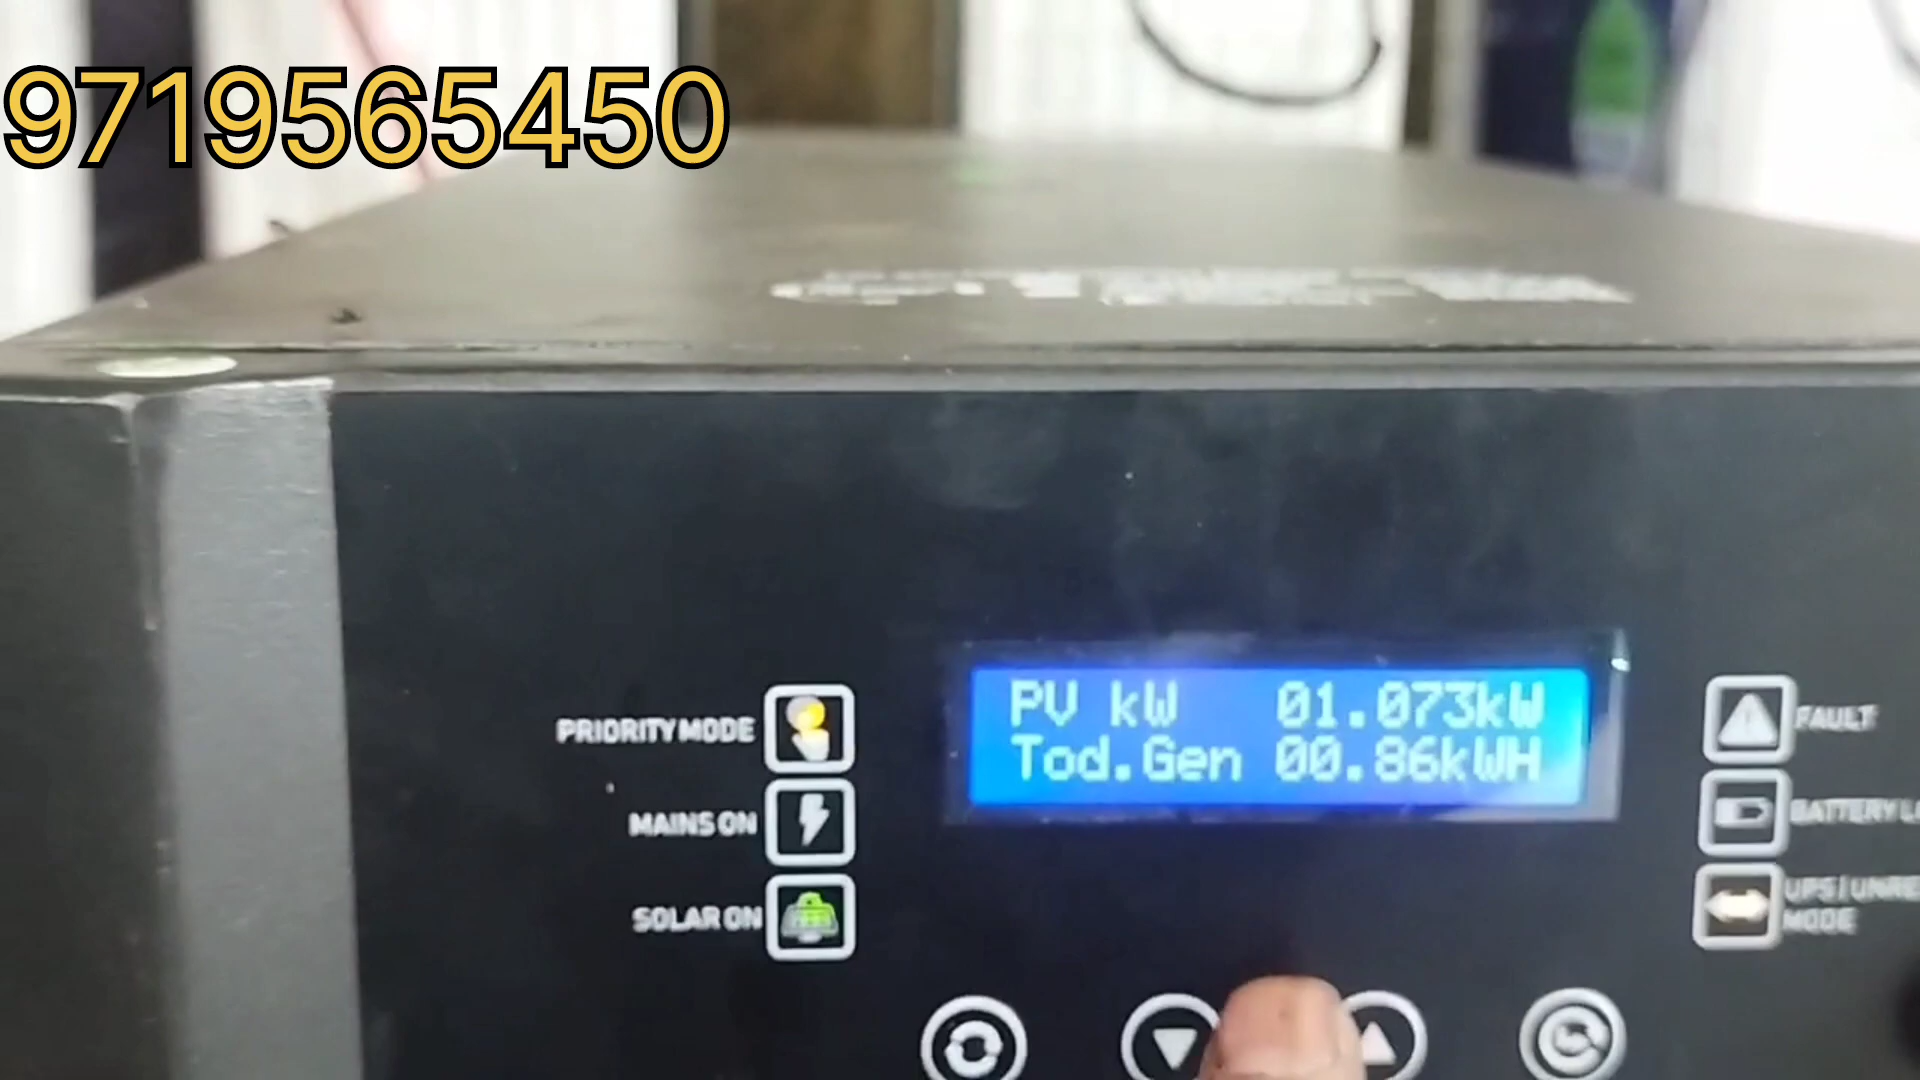 9719565450
PV kW 01.073kW
Tod.Gen 00.86kWH
PRIORITY MODE
MAINS ON
SOLAR ON
FAULT
BATTERY
UPS/
MODE